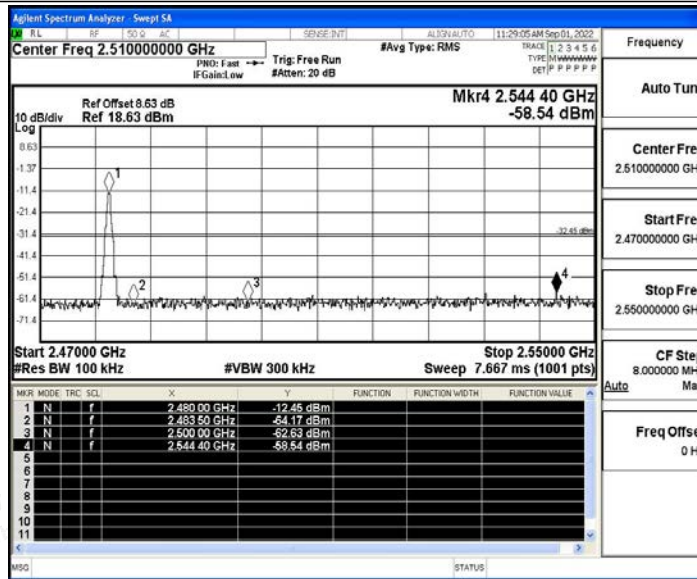 Agilent Spectrum Analyzer - Swept SA
RL RF 50 Ω AC SENSE:INT ALIGNAUTO 11:29:05 AM Sep 01, 2022
Center Freq 2.510000000 GHz
PNO: Fast
IFGain:Low
Trig: Free Run
#Atten: 20 dB
#Avg Type: RMS
TRACE 1 2 3 4 5 6
TYPE M W W W W W
DET P P P P P P
Mkr4 2.544 40 GHz
-58.54 dBm
Ref Offset 8.63 dB
10 dB/div Ref 18.63 dBm
Log
8.63
-1.37
-11.4
-21.4
-31.4
-41.4
-51.4
-61.4
-71.4
1
2
3
4
-32.45 dBm
Start 2.47000 GHz Stop 2.55000 GHz
#Res BW 100 kHz #VBW 300 kHz Sweep 7.667 ms (1001 pts)
MKR MODE TRC SCL X Y FUNCTION FUNCTION WIDTH FUNCTION VALUE
1 N f 2.480 00 GHz -12.45 dBm
2 N f 2.483 50 GHz -64.17 dBm
3 N f 2.500 00 GHz -62.63 dBm
4 N f 2.544 40 GHz -58.54 dBm
5
6
7
8
9
10
11
MSG STATUS
Frequency
Auto Tun
Center Fre
2.510000000 GH
Start Fre
2.470000000 GH
Stop Fre
2.550000000 GH
CF Ste
8.000000 MH
Auto Ma
Freq Offse
0 H